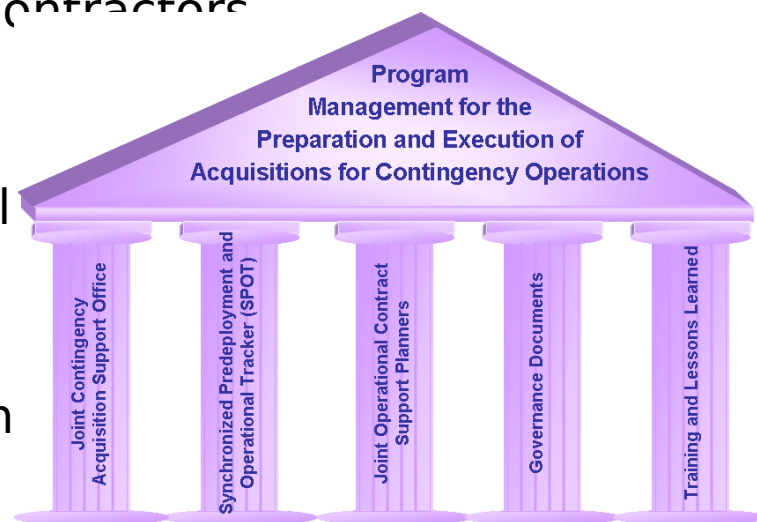 contractors
Program
Management for the
Preparation and Execution of
Acquisitions for Contingency Operations
l
n
Joint Contingency
Acquisition Support Office
Synchronized Predeployment and
Operational Tracker (SPOT)
Joint Operational Contract
Support Planners
Governance Documents
Training and Lessons Learned